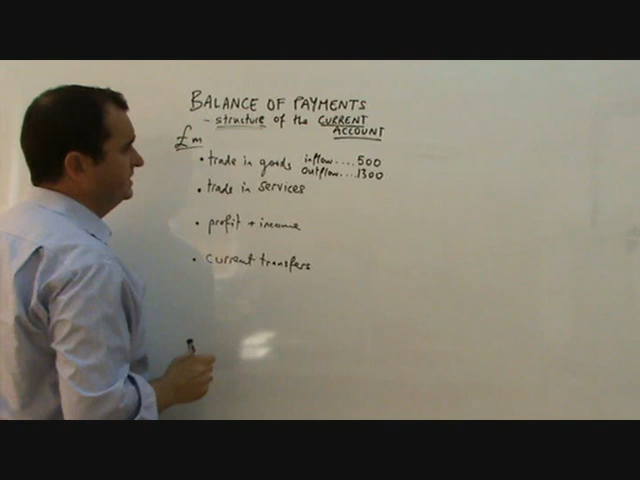 BALANCE OF PAYMENTS
- structure of the CURRENT
ACCOUNT
£m
• trade in goods inflow....500
outflow....1300
• trade in services
• profit + income
• current transfers